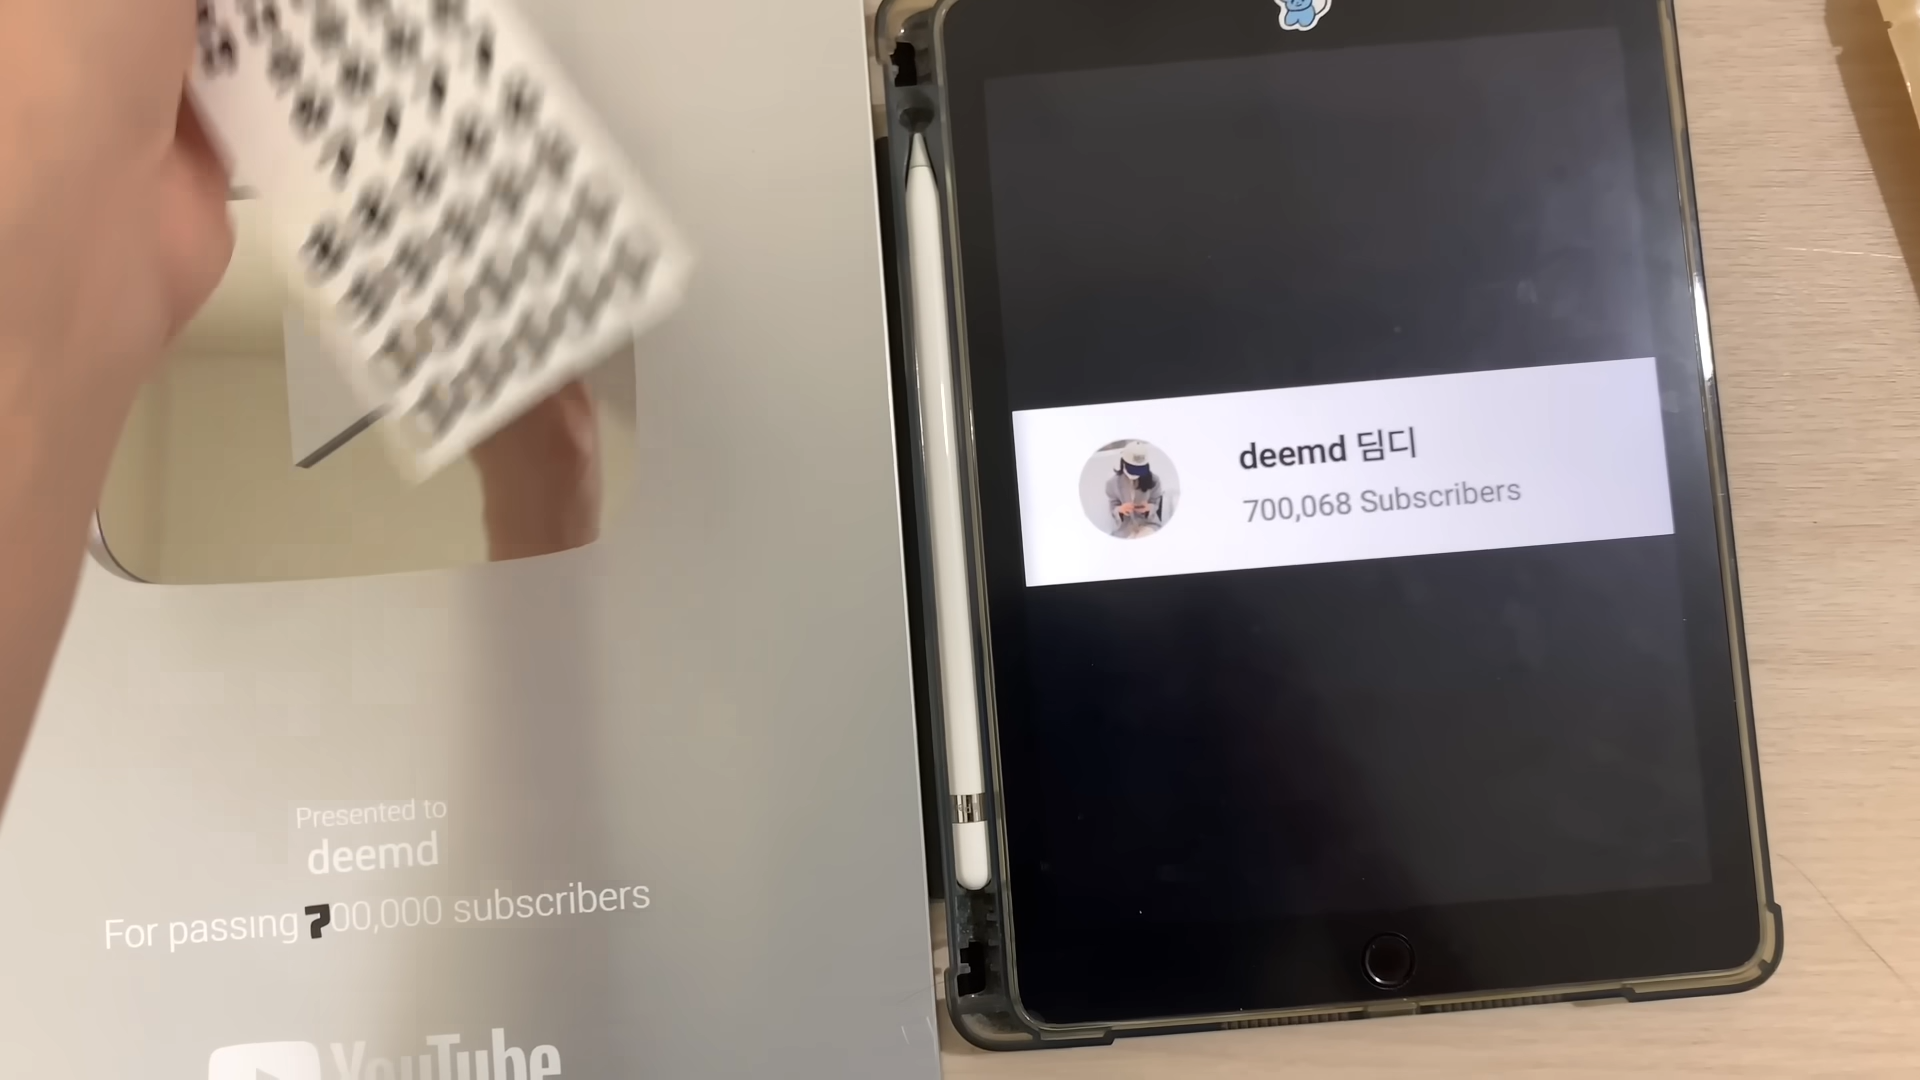 Presented to
deemd
For passing 700,000 subscribers
YouTube
deemd 딤디
700,068 Subscribers